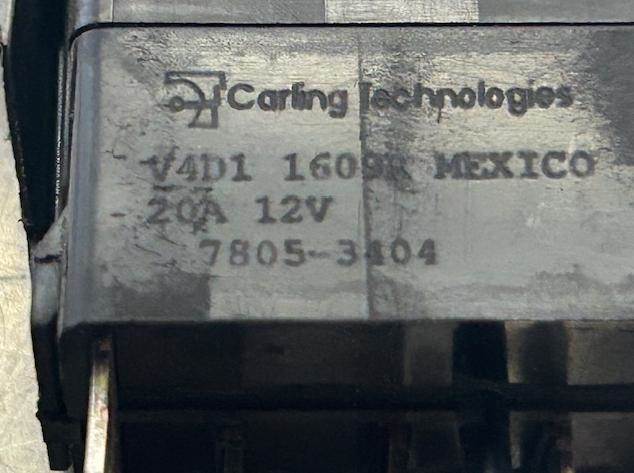 Carling Technologies
V4D1 1609R MEXICO
20A 12V
7805-3404